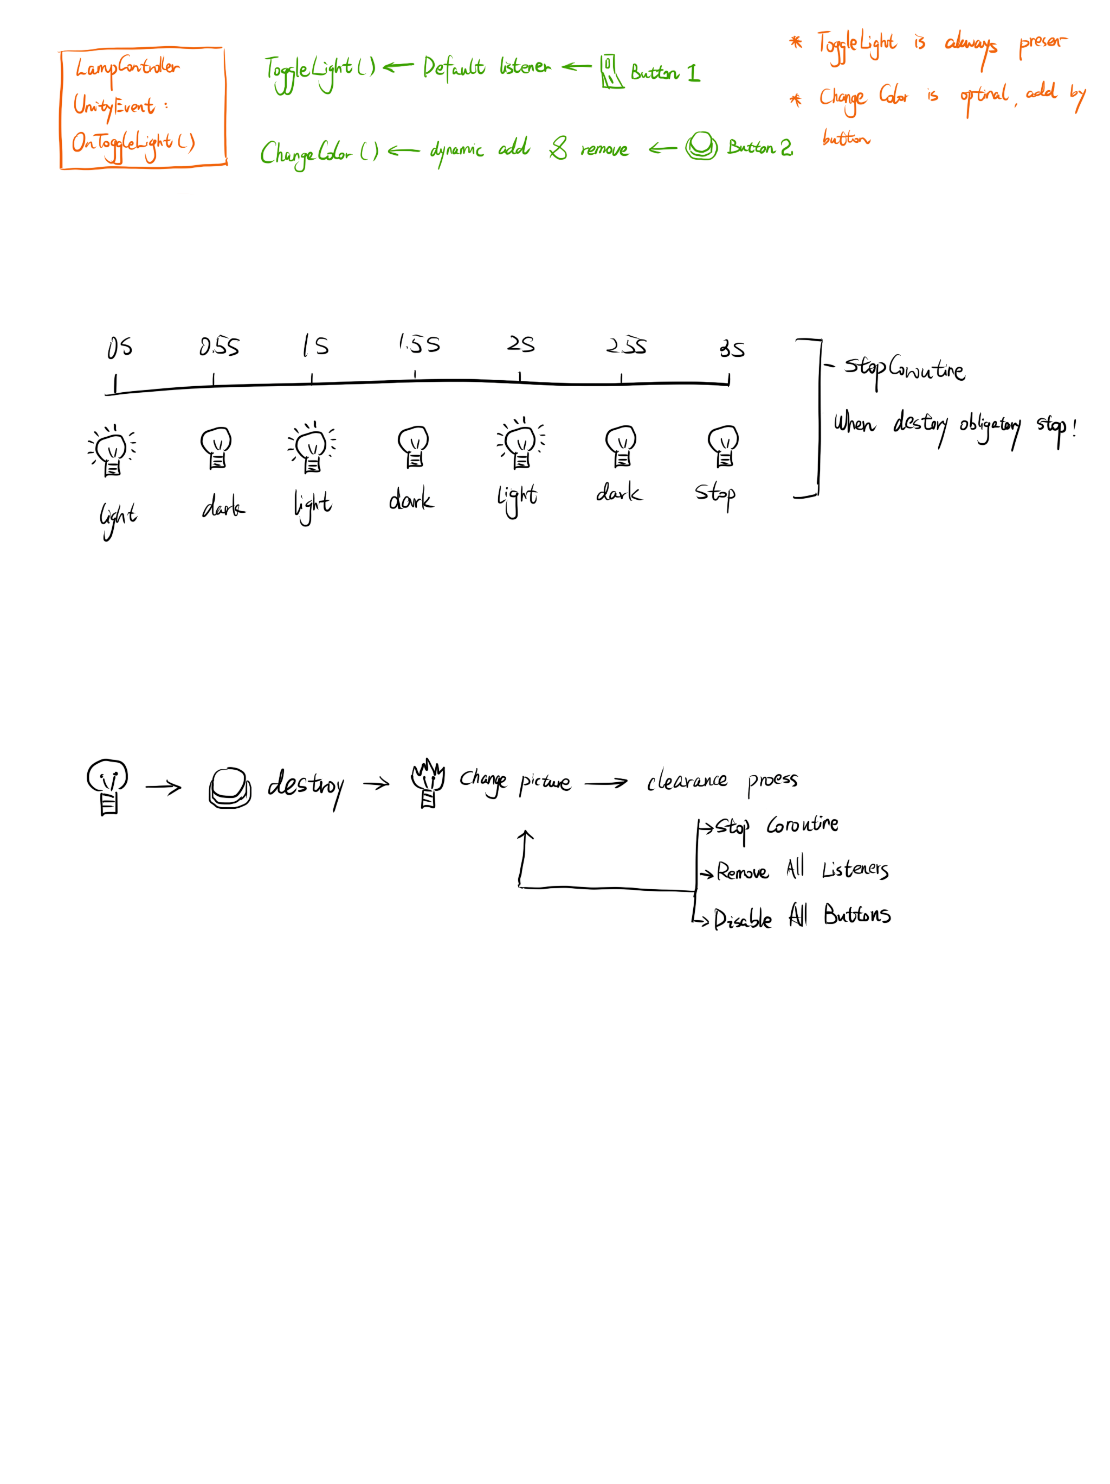 LampController
UnityEvent :
OnToggleLight()
ToggleLight() ← Default listener ← Button 1
ChangeColor() ← dynamic add & remove ← Button 2
* ToggleLight is always presen
* Change Color is optinal, add by
button
0S 0.5S 1S 1.5S 2S 2.5S 3S
light dark light dark light dark Stop
- StopCoroutine
When destory obligatory stop!
→ destroy → Change picture → clearance proess
→ Stop Coroutine
→ Remove All Listeners
→ Disable All Buttons